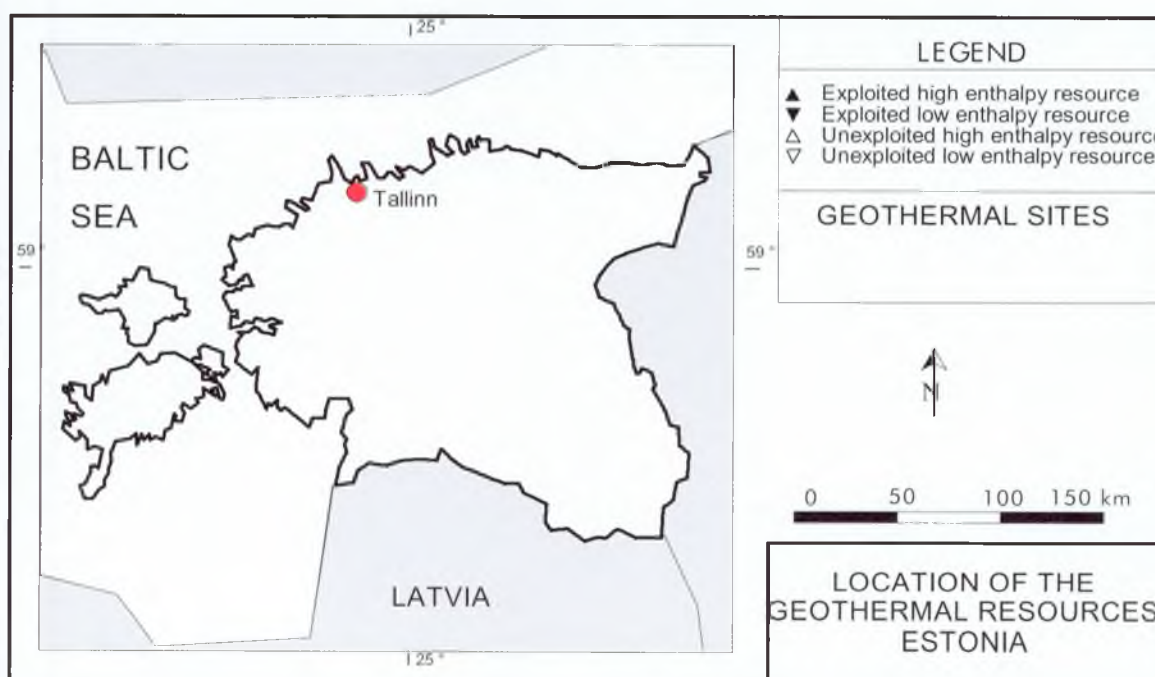 25°
BALTIC
SEA
Tallinn
59°
59°
LATVIA
25°
LEGEND
Exploited high enthalpy resource
Exploited low enthalpy resource
Unexploited high enthalpy resource
Unexploited low enthalpy resource
GEOTHERMAL SITES
N
0 50 100 150 km
LOCATION OF THE
GEOTHERMAL RESOURCES
ESTONIA